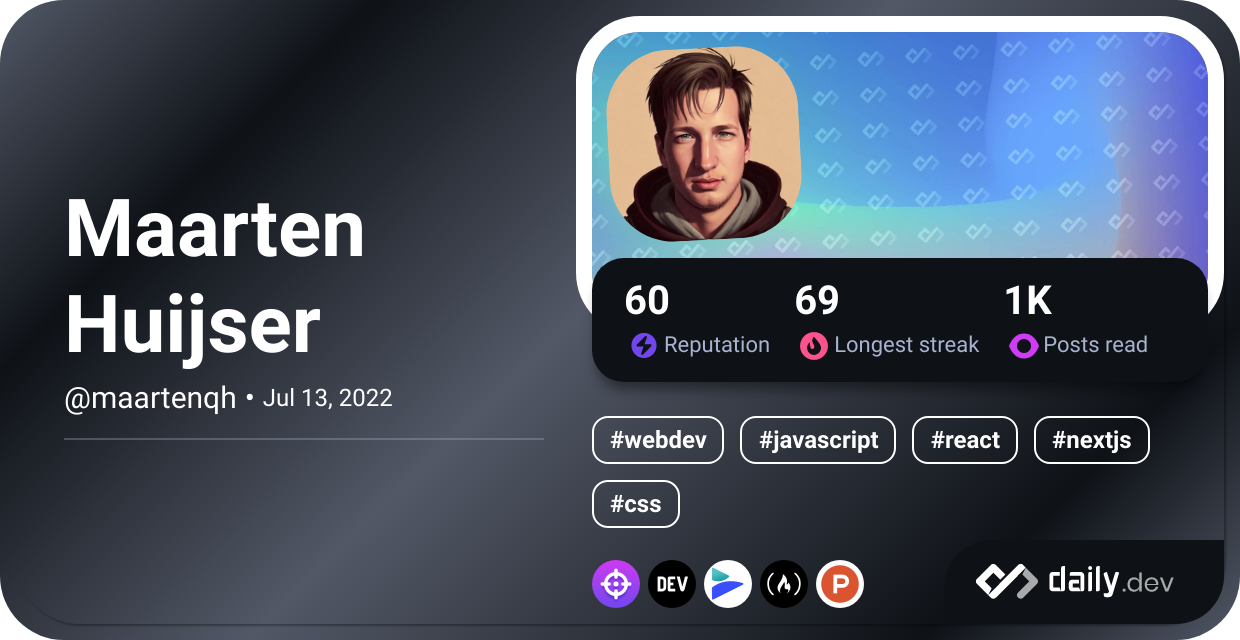 Maarten
Huijser
@maartenqh • Jul 13, 2022
60 69 1K
Reputation Longest streak Posts read
#webdev #javascript #react #nextjs
#css
DEV P
daily.dev